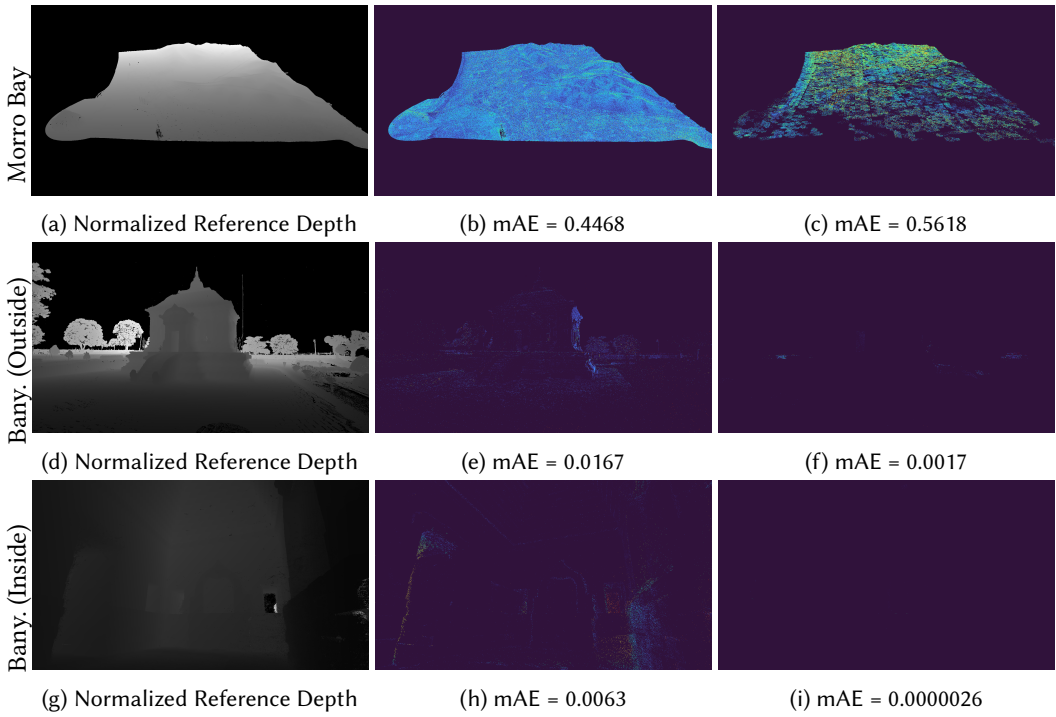 Morro Bay
(a) Normalized Reference Depth
(b) mAE = 0.4468
(c) mAE = 0.5618
Bany. (Outside)
(d) Normalized Reference Depth
(e) mAE = 0.0167
(f) mAE = 0.0017
Bany. (Inside)
(g) Normalized Reference Depth
(h) mAE = 0.0063
(i) mAE = 0.0000026